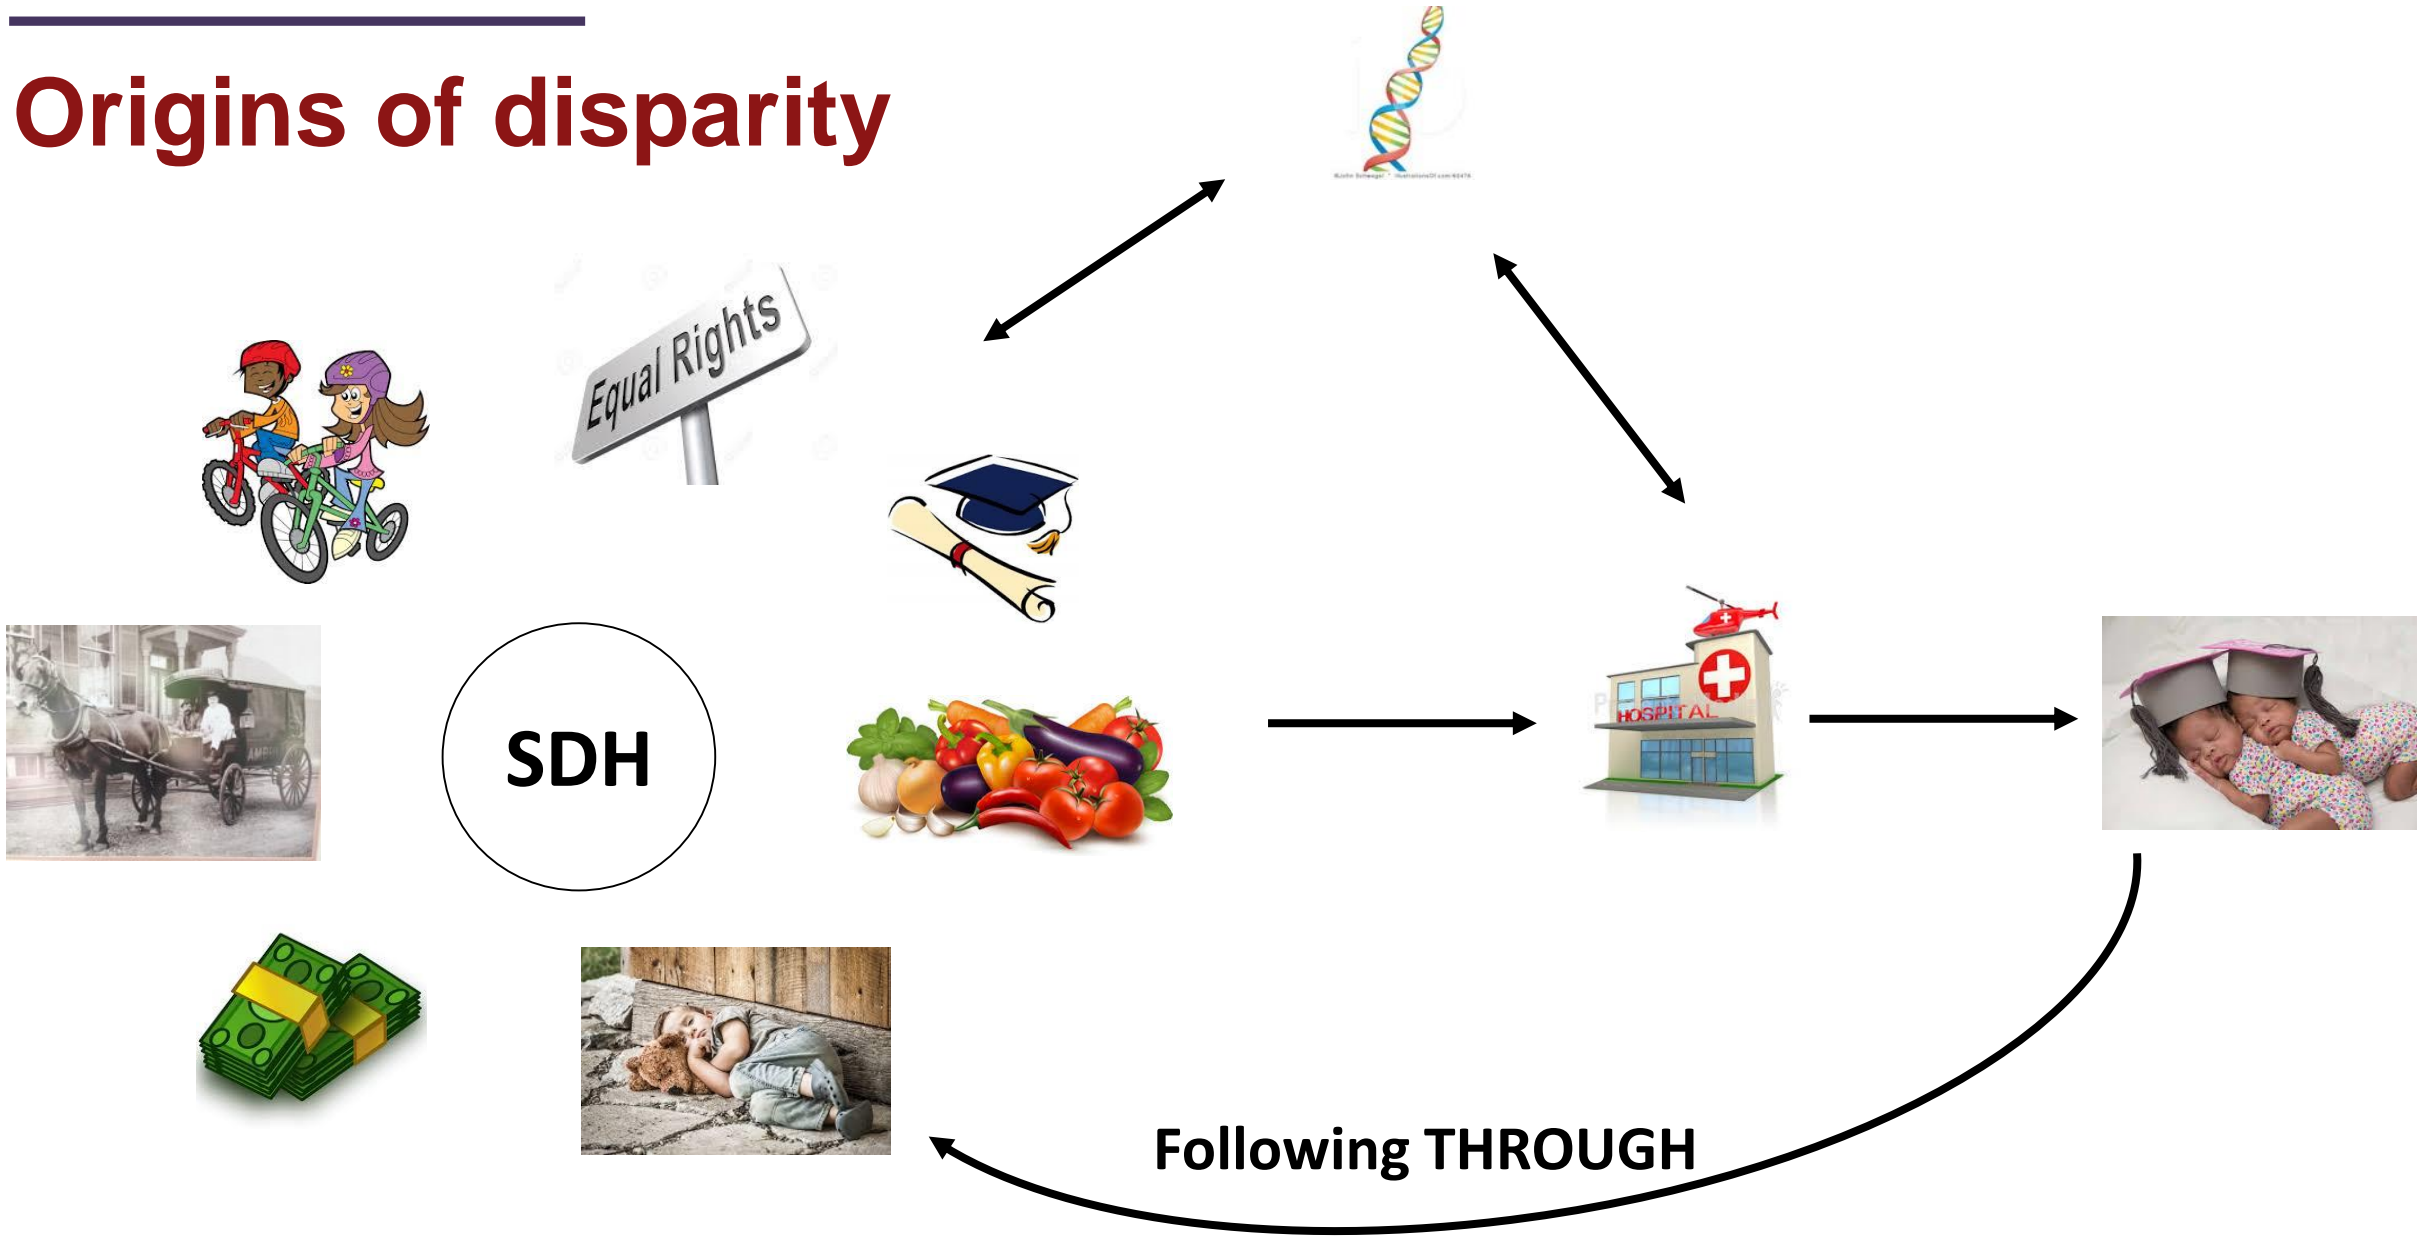 Origins of disparity
Equal Rights
SDH
HOSPITAL
Following THROUGH